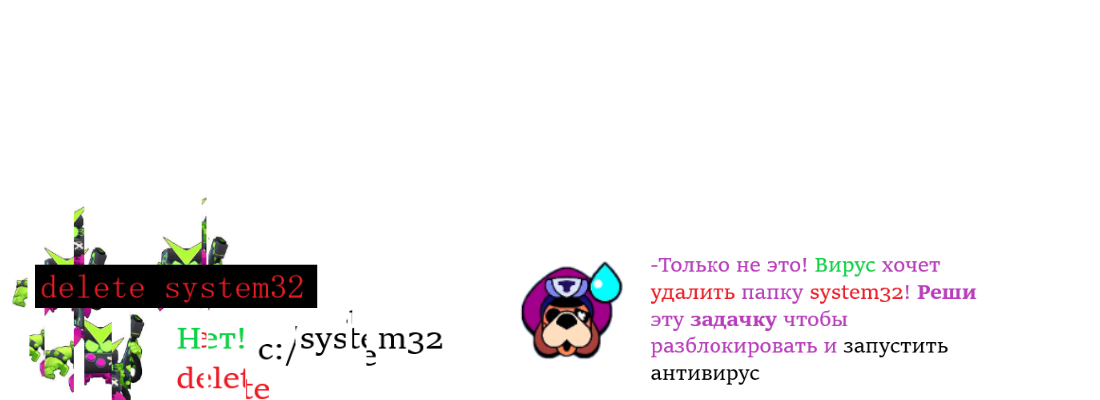 delete system32
Нет! c:/system32
delete
-Только не это! Вирус хочет
удалить папку system32! Реши
эту задачку чтобы
разблокировать и запустить
антивирус